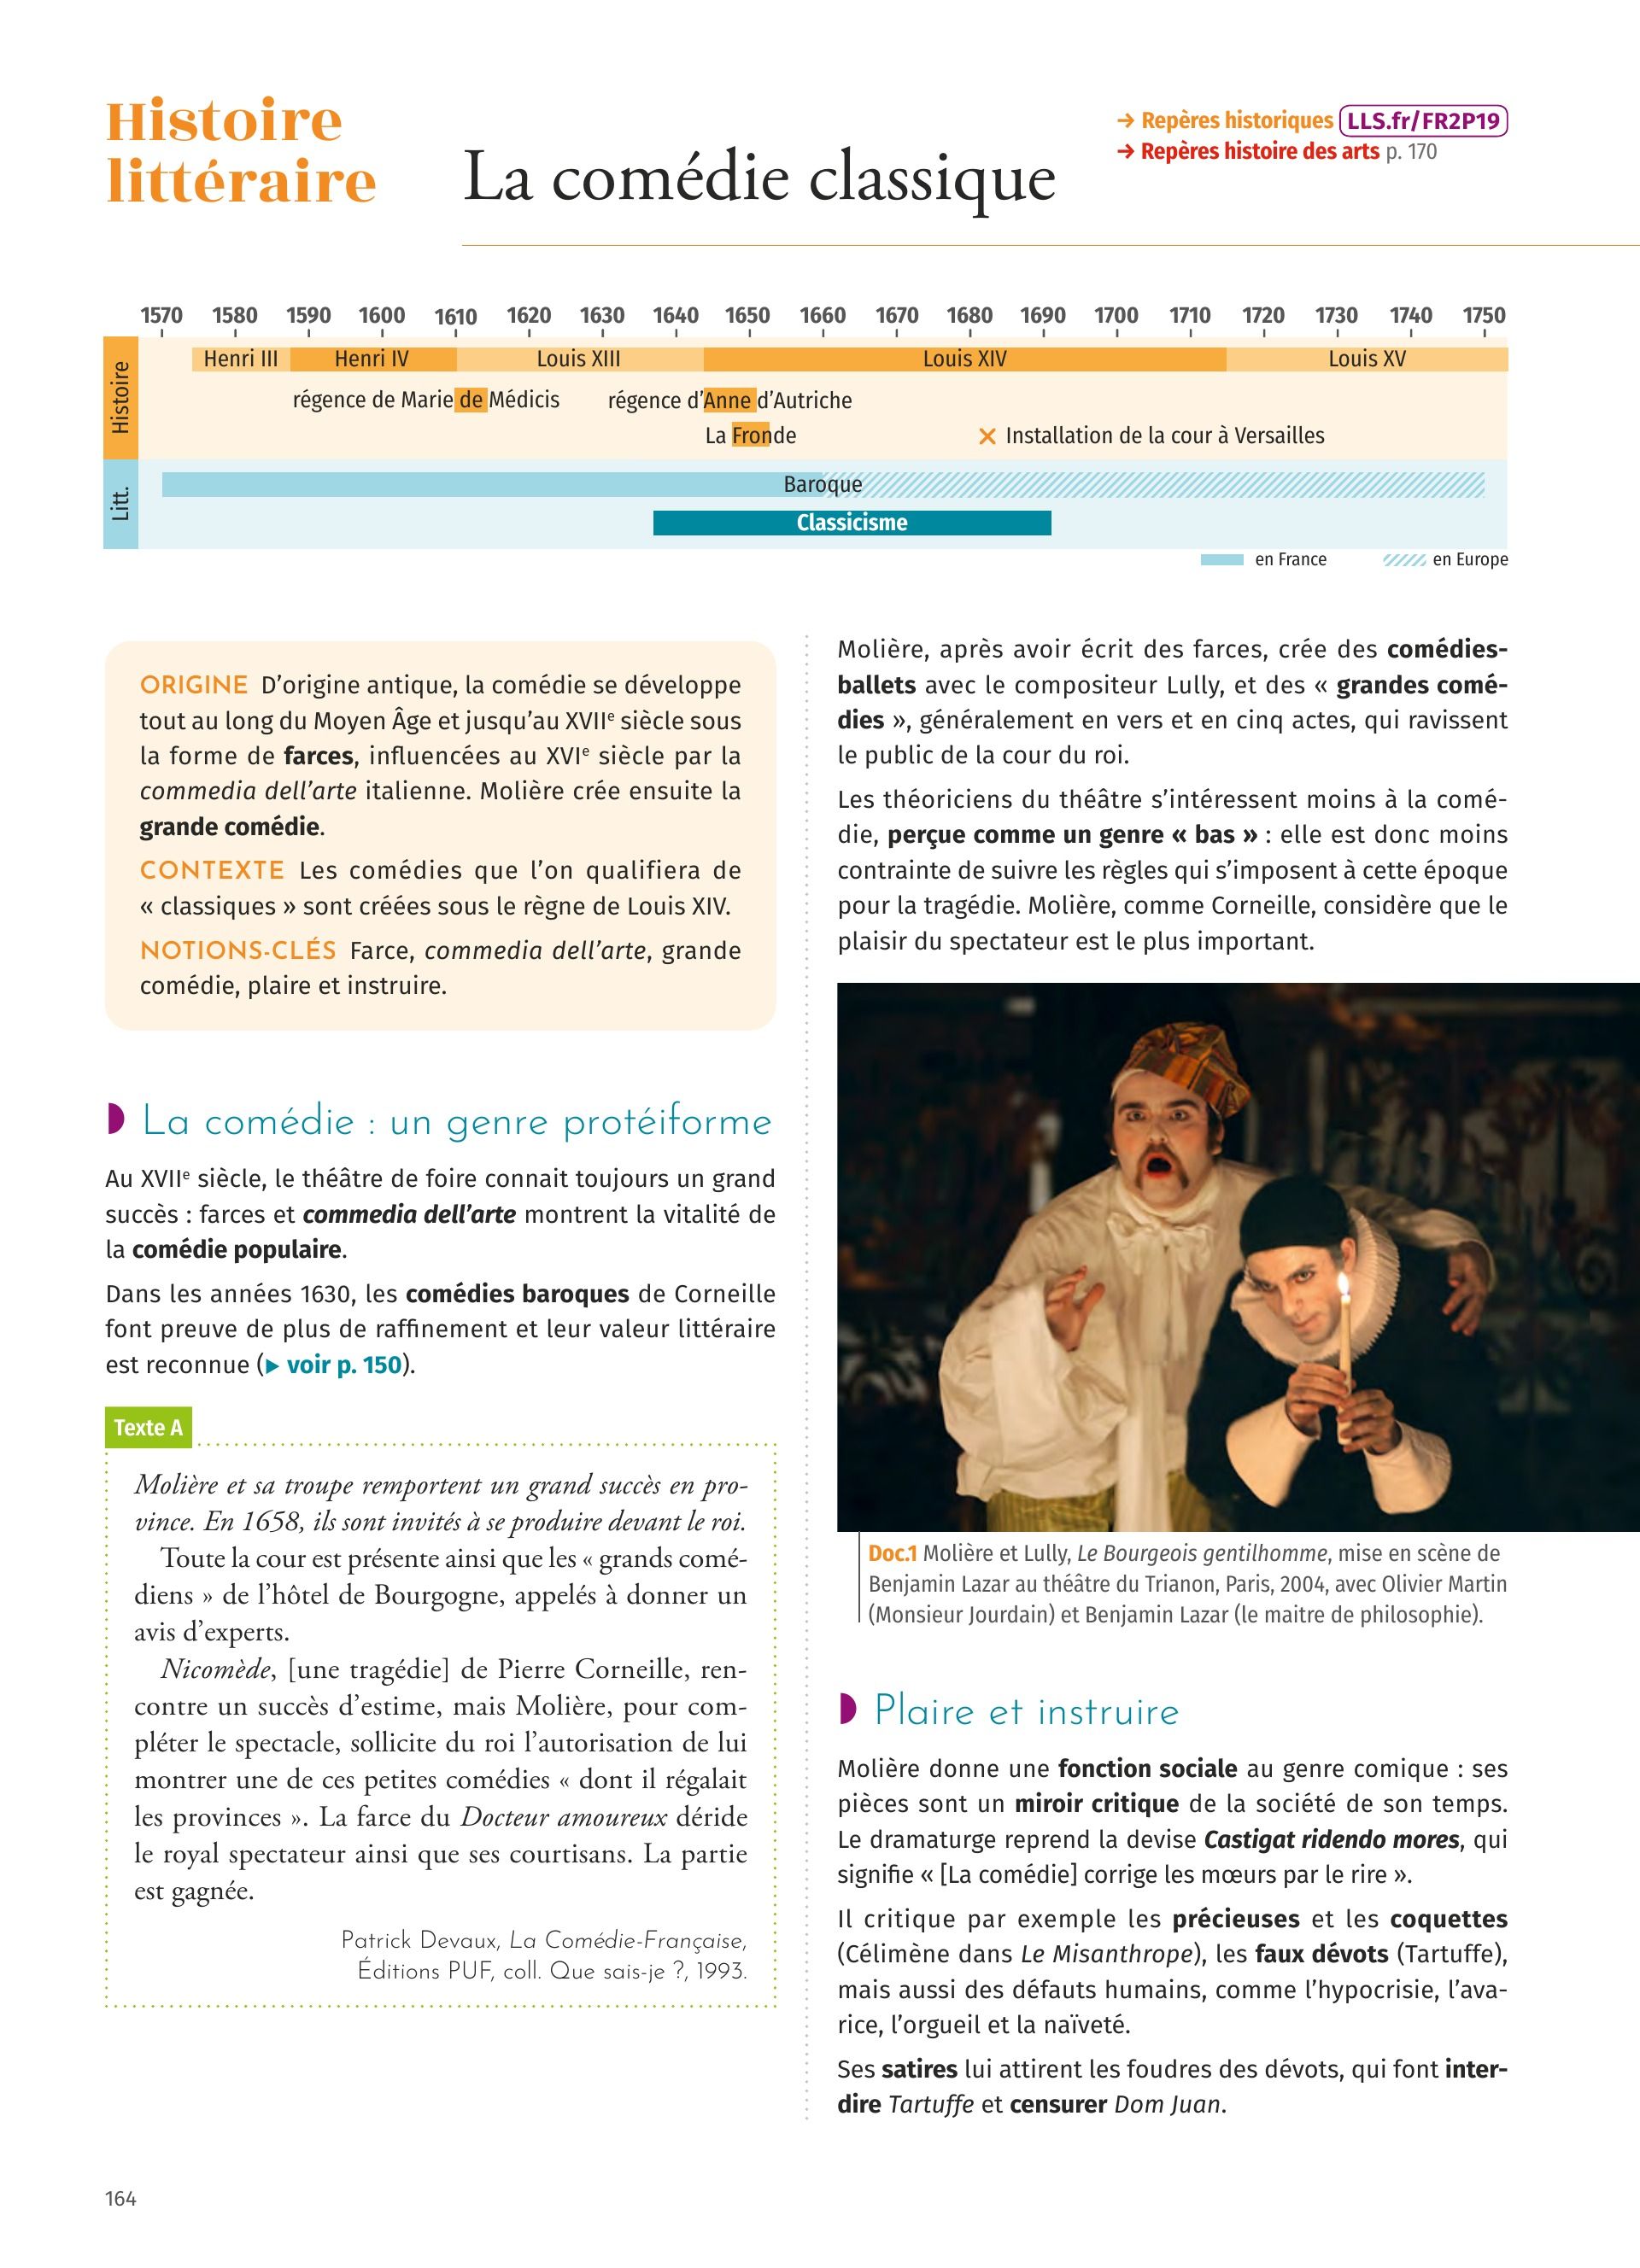 Histoire
littéraire
La comédie classique
→ Repères historiques LLS.fr/FR2P19
→ Repères histoire des arts p. 170
1570 1580 1590 1600 1610 1620 1630 1640 1650 1660 1670 1680 1690 1700 1710 1720 1730 1740 1750
Histoire
Henri III Henri IV Louis XIII Louis XIV Louis XV
régence de Marie de Médicis régence d’Anne d’Autriche
La Fronde × Installation de la cour à Versailles
Litt.
Baroque
Classicisme
en France en Europe
ORIGINE D’origine antique, la comédie se développe
tout au long du Moyen Âge et jusqu’au XVIIe siècle sous
la forme de farces, influencées au XVIe siècle par la
commedia dell’arte italienne. Molière crée ensuite la
grande comédie.
CONTEXTE Les comédies que l’on qualifiera de
« classiques » sont créées sous le règne de Louis XIV.
NOTIONS-CLÉS Farce, commedia dell’arte, grande
comédie, plaire et instruire.
La comédie : un genre protéiforme
Au XVIIe siècle, le théâtre de foire connait toujours un grand
succès : farces et commedia dell’arte montrent la vitalité de
la comédie populaire.
Dans les années 1630, les comédies baroques de Corneille
font preuve de plus de raffinement et leur valeur littéraire
est reconnue (▶ voir p. 150).
Texte A
Molière et sa troupe remportent un grand succès en pro-
vince. En 1658, ils sont invités à se produire devant le roi.
Toute la cour est présente ainsi que les « grands comé-
diens » de l’hôtel de Bourgogne, appelés à donner un
avis d’experts.
Nicomède, [une tragédie] de Pierre Corneille, ren-
contre un succès d’estime, mais Molière, pour com-
pléter le spectacle, sollicite du roi l’autorisation de lui
montrer une de ces petites comédies « dont il régalait
les provinces ». La farce du Docteur amoureux déride
le royal spectateur ainsi que ses courtisans. La partie
est gagnée.
Patrick Devaux, La Comédie-Française,
Éditions PUF, coll. Que sais-je ?, 1993.
Molière, après avoir écrit des farces, crée des comédies-
ballets avec le compositeur Lully, et des « grandes comé-
dies », généralement en vers et en cinq actes, qui ravissent
le public de la cour du roi.
Les théoriciens du théâtre s’intéressent moins à la comé-
die, perçue comme un genre « bas » : elle est donc moins
contrainte de suivre les règles qui s’imposent à cette époque
pour la tragédie. Molière, comme Corneille, considère que le
plaisir du spectateur est le plus important.
Doc.1 Molière et Lully, Le Bourgeois gentilhomme, mise en scène de
Benjamin Lazar au théâtre du Trianon, Paris, 2004, avec Olivier Martin
(Monsieur Jourdain) et Benjamin Lazar (le maitre de philosophie).
Plaire et instruire
Molière donne une fonction sociale au genre comique : ses
pièces sont un miroir critique de la société de son temps.
Le dramaturge reprend la devise Castigat ridendo mores, qui
signifie « [La comédie] corrige les mœurs par le rire ».
Il critique par exemple les précieuses et les coquettes
(Célimène dans Le Misanthrope), les faux dévots (Tartuffe),
mais aussi des défauts humains, comme l’hypocrisie, l’ava-
rice, l’orgueil et la naïveté.
Ses satires lui attirent les foudres des dévots, qui font inter-
dire Tartuffe et censurer Dom Juan.
164